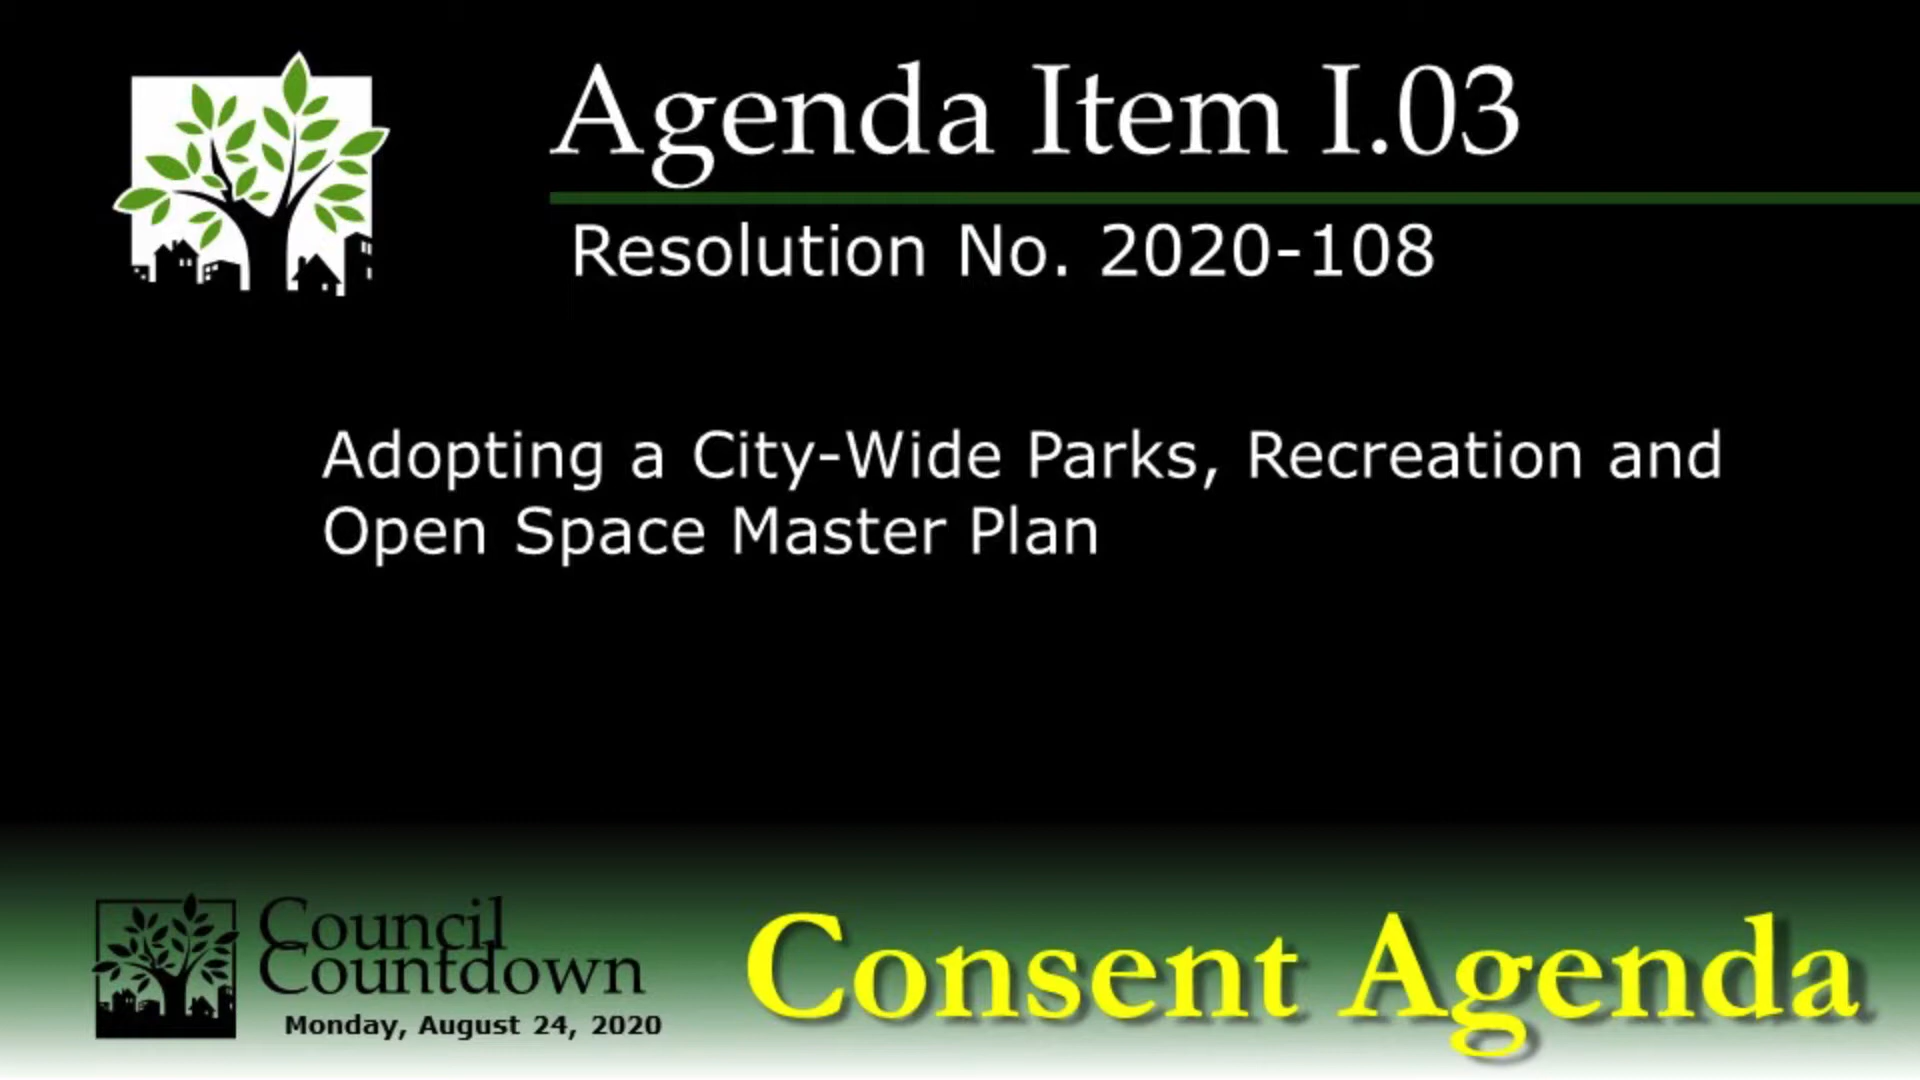 Agenda Item I.03
Resolution No. 2020-108
Adopting a City-Wide Parks, Recreation and
Open Space Master Plan
Council
Countdown
Monday, August 24, 2020
Consent Agenda